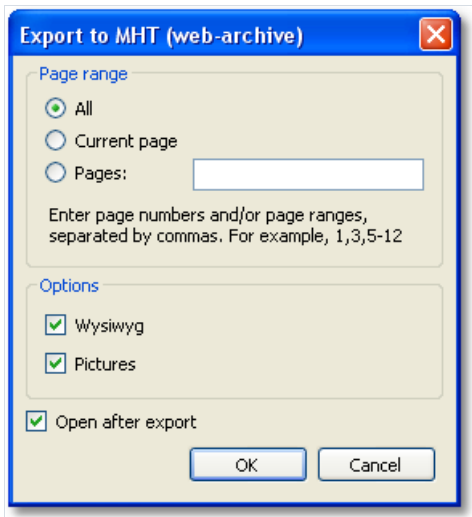 Export to MHT (web-archive)
Page range
All
Current page
Pages:
Enter page numbers and/or page ranges,
separated by commas. For example, 1,3,5-12
Options
Wysiwyg
Pictures
Open after export
OK Cancel